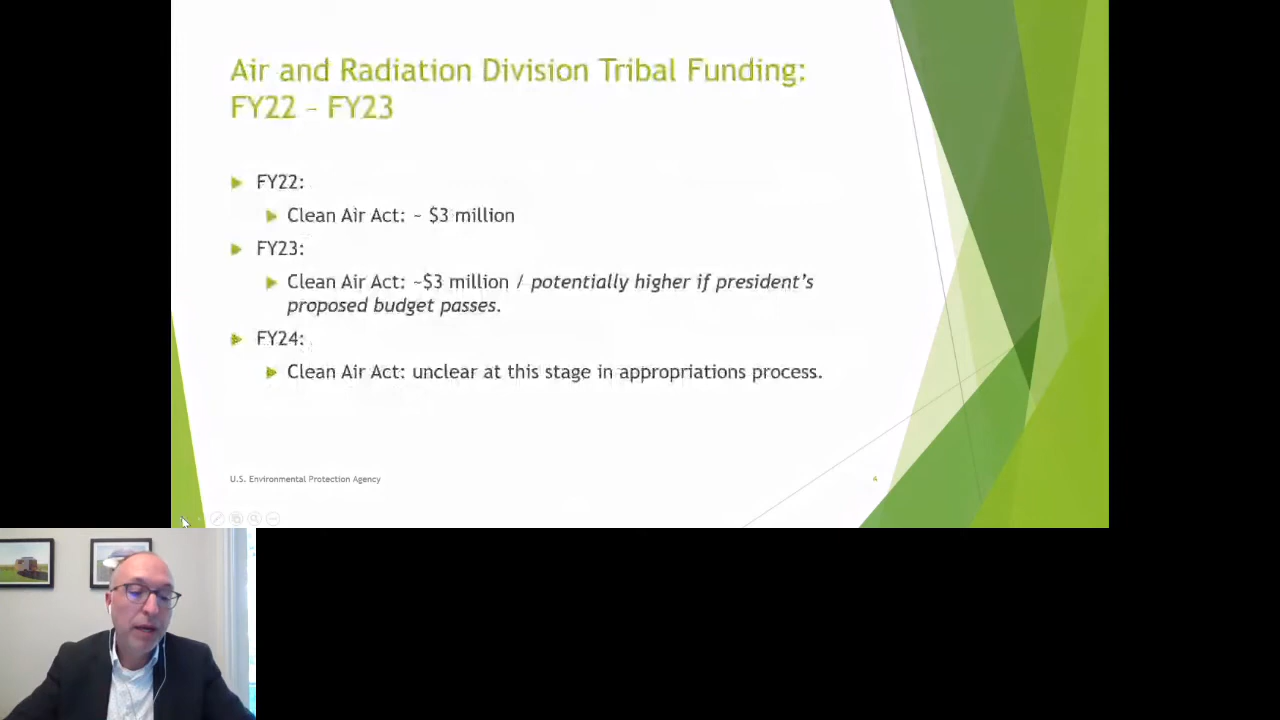 Air and Radiation Division Tribal Funding:
FY22 – FY23
FY22:
Clean Air Act: ~ $3 million
FY23:
Clean Air Act: ~$3 million / potentially higher if president’s
proposed budget passes.
FY24:
Clean Air Act: unclear at this stage in appropriations process.
U.S. Environmental Protection Agency
4